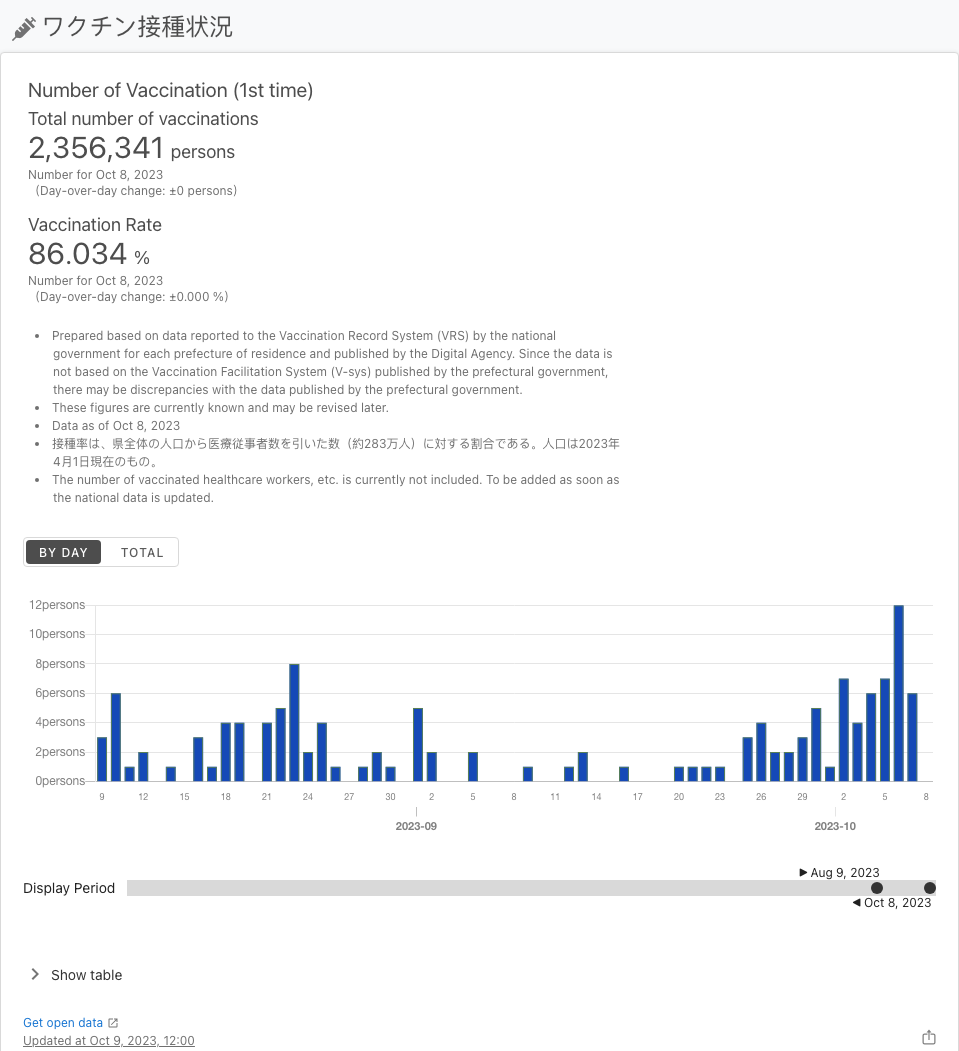 ワクチン接種状況
Number of Vaccination (1st time)
Total number of vaccinations
2,356,341 persons
Number for Oct 8, 2023
（Day-over-day change: ±0 persons）
Vaccination Rate
86.034 %
Number for Oct 8, 2023
（Day-over-day change: ±0.000 %）
• Prepared based on data reported to the Vaccination Record System (VRS) by the national
government for each prefecture of residence and published by the Digital Agency. Since the data is
not based on the Vaccination Facilitation System (V-sys) published by the prefectural government,
there may be discrepancies with the data published by the prefectural government.
• These figures are currently known and may be revised later.
• Data as of Oct 8, 2023
• 接種率は、県全体の人口から医療従事者数を引いた数（約283万人）に対する割合である。人口は2023年
4月1日現在のもの。
• The number of vaccinated healthcare workers, etc. is currently not included. To be added as soon as
the national data is updated.
BY DAY TOTAL
12persons
10persons
8persons
6persons
4persons
2persons
0persons
9 12 15 18 21 24 27 30 2 5 8 11 14 17 20 23 26 29 2 5 8
2023-09 2023-10
Aug 9, 2023
Display Period
Oct 8, 2023
Show table
Get open data
Updated at Oct 9, 2023, 12:00